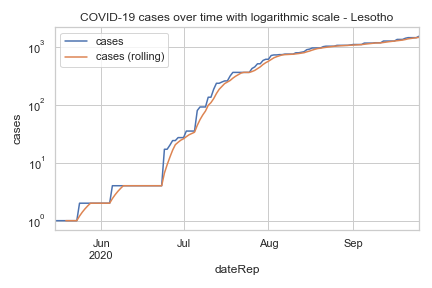 COVID-19 cases over time with logarithmic scale - Lesotho
cases
cases (rolling)
10³
10²
10¹
10⁰
cases
Jun
2020
Jul
Aug
Sep
dateRep